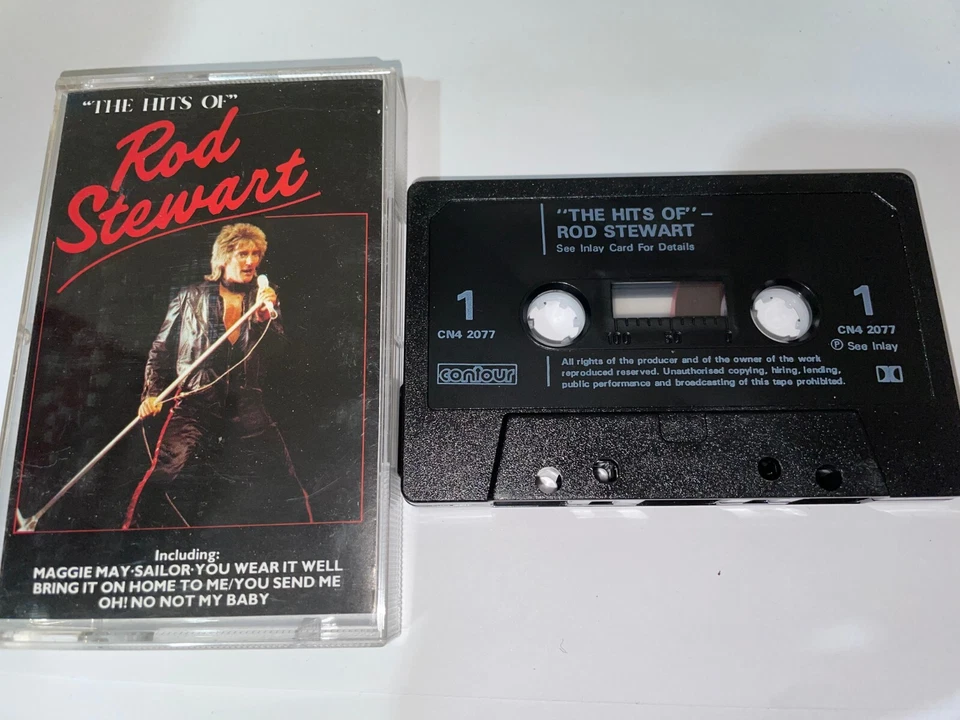 "THE HITS OF"
Rod
Stewart
Including:
MAGGIE MAY·SAILOR·YOU WEAR IT WELL
BRING IT ON HOME TO ME/YOU SEND ME
OH! NO NOT MY BABY
"THE HITS OF" –
ROD STEWART
See Inlay Card For Details
1
CN4 2077
100 50 0
1
CN4 2077
Ⓟ See Inlay
contour
All rights of the producer and of the owner of the work
reproduced reserved. Unauthorised copying, hiring, lending,
public performance and broadcasting of this tape prohibited.